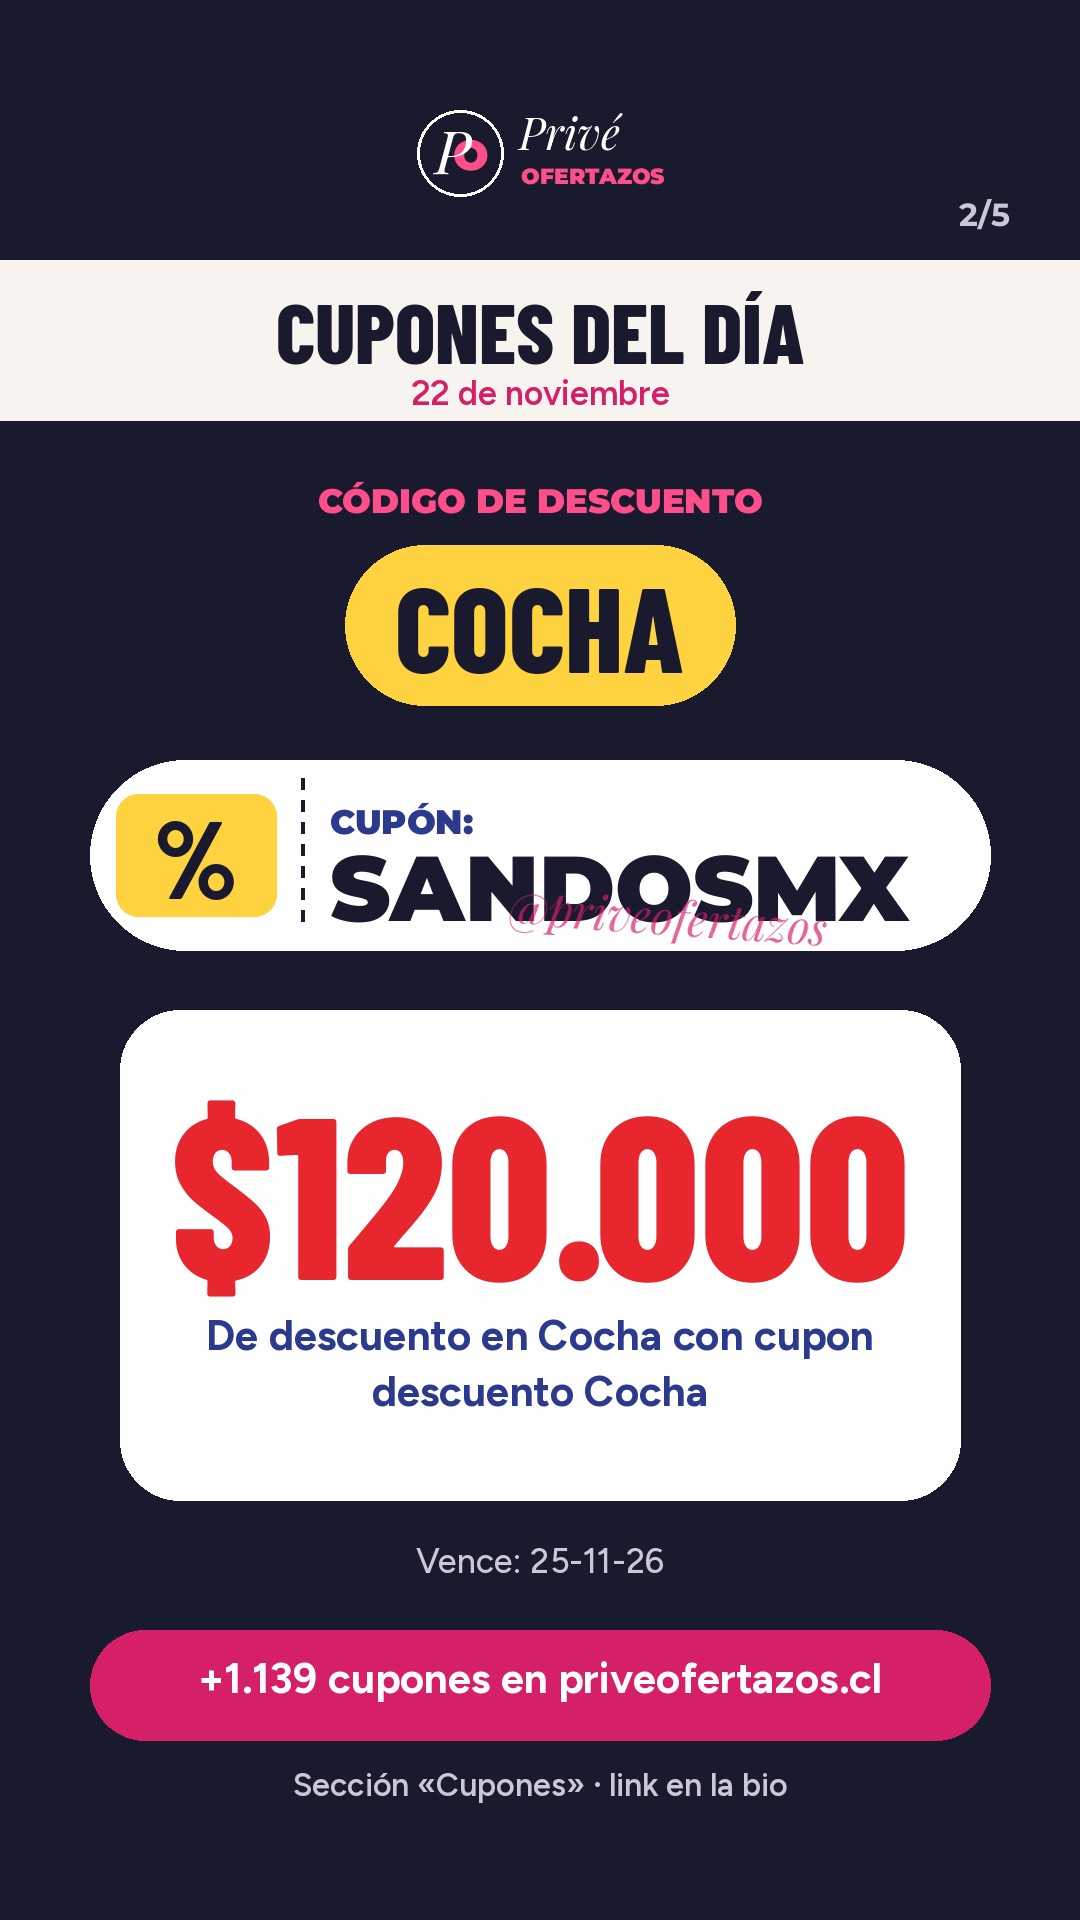 Po
Privé
OFERTAZOS
2/5
CUPONES DEL DÍA
22 de noviembre
CÓDIGO DE DESCUENTO
COCHA
%
CUPÓN:
SANDOSMX
@priveofertazos
$120.000
De descuento en Cocha con cupon
descuento Cocha
Vence: 25-11-26
+1.139 cupones en priveofertazos.cl
Sección «Cupones» · link en la bio